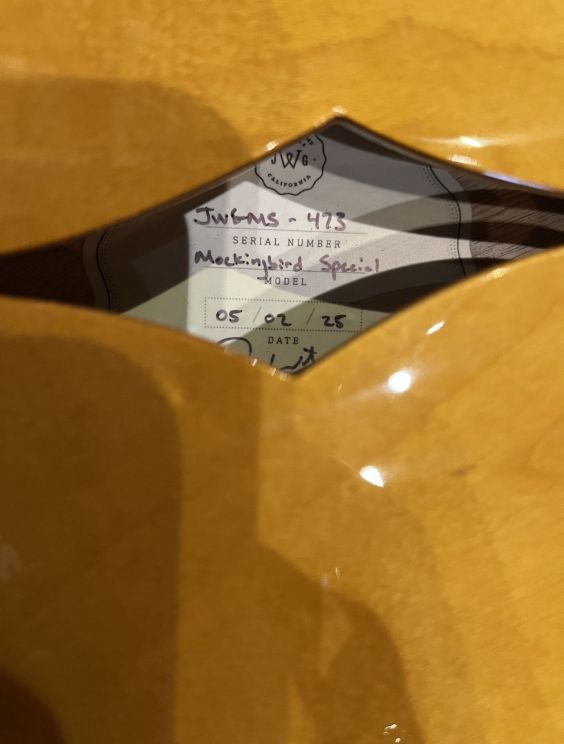 JWG
CALIFORNIA
JWGMS - 473
SERIAL NUMBER
Mockingbird Special
MODEL
05 / 02 / 25
DATE